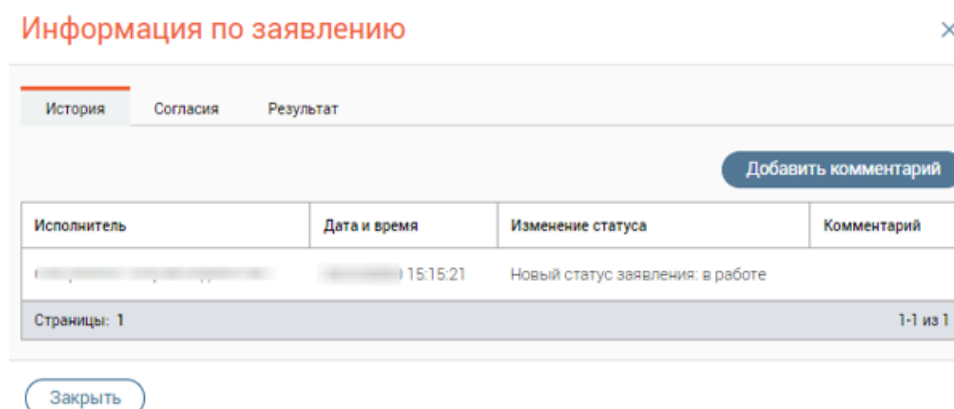 Информация по заявлению
История Согласия Результат
Добавить комментарий
Исполнитель Дата и время Изменение статуса Комментарий
15:15:21 Новый статус заявления: в работе
Страницы: 1 1-1 из 1
Закрыть